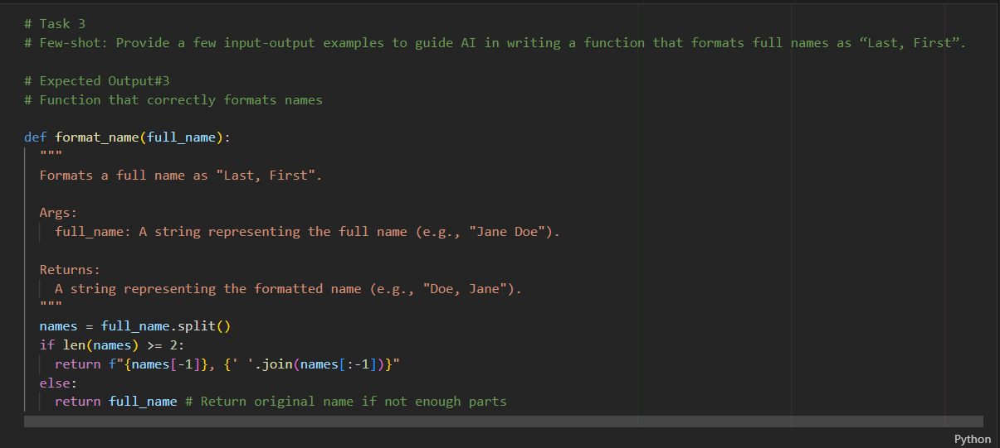 # Task 3
# Few-shot: Provide a few input-output examples to guide AI in writing a function that formats full names as “Last, First”.
# Expected Output#3
# Function that correctly formats names
def format_name(full_name):
"""
Formats a full name as "Last, First".
Args:
full_name: A string representing the full name (e.g., "Jane Doe").
Returns:
A string representing the formatted name (e.g., "Doe, Jane").
"""
names = full_name.split()
if len(names) >= 2:
return f"{names[-1]}, {' '.join(names[:-1])}"
else:
return full_name # Return original name if not enough parts
Python